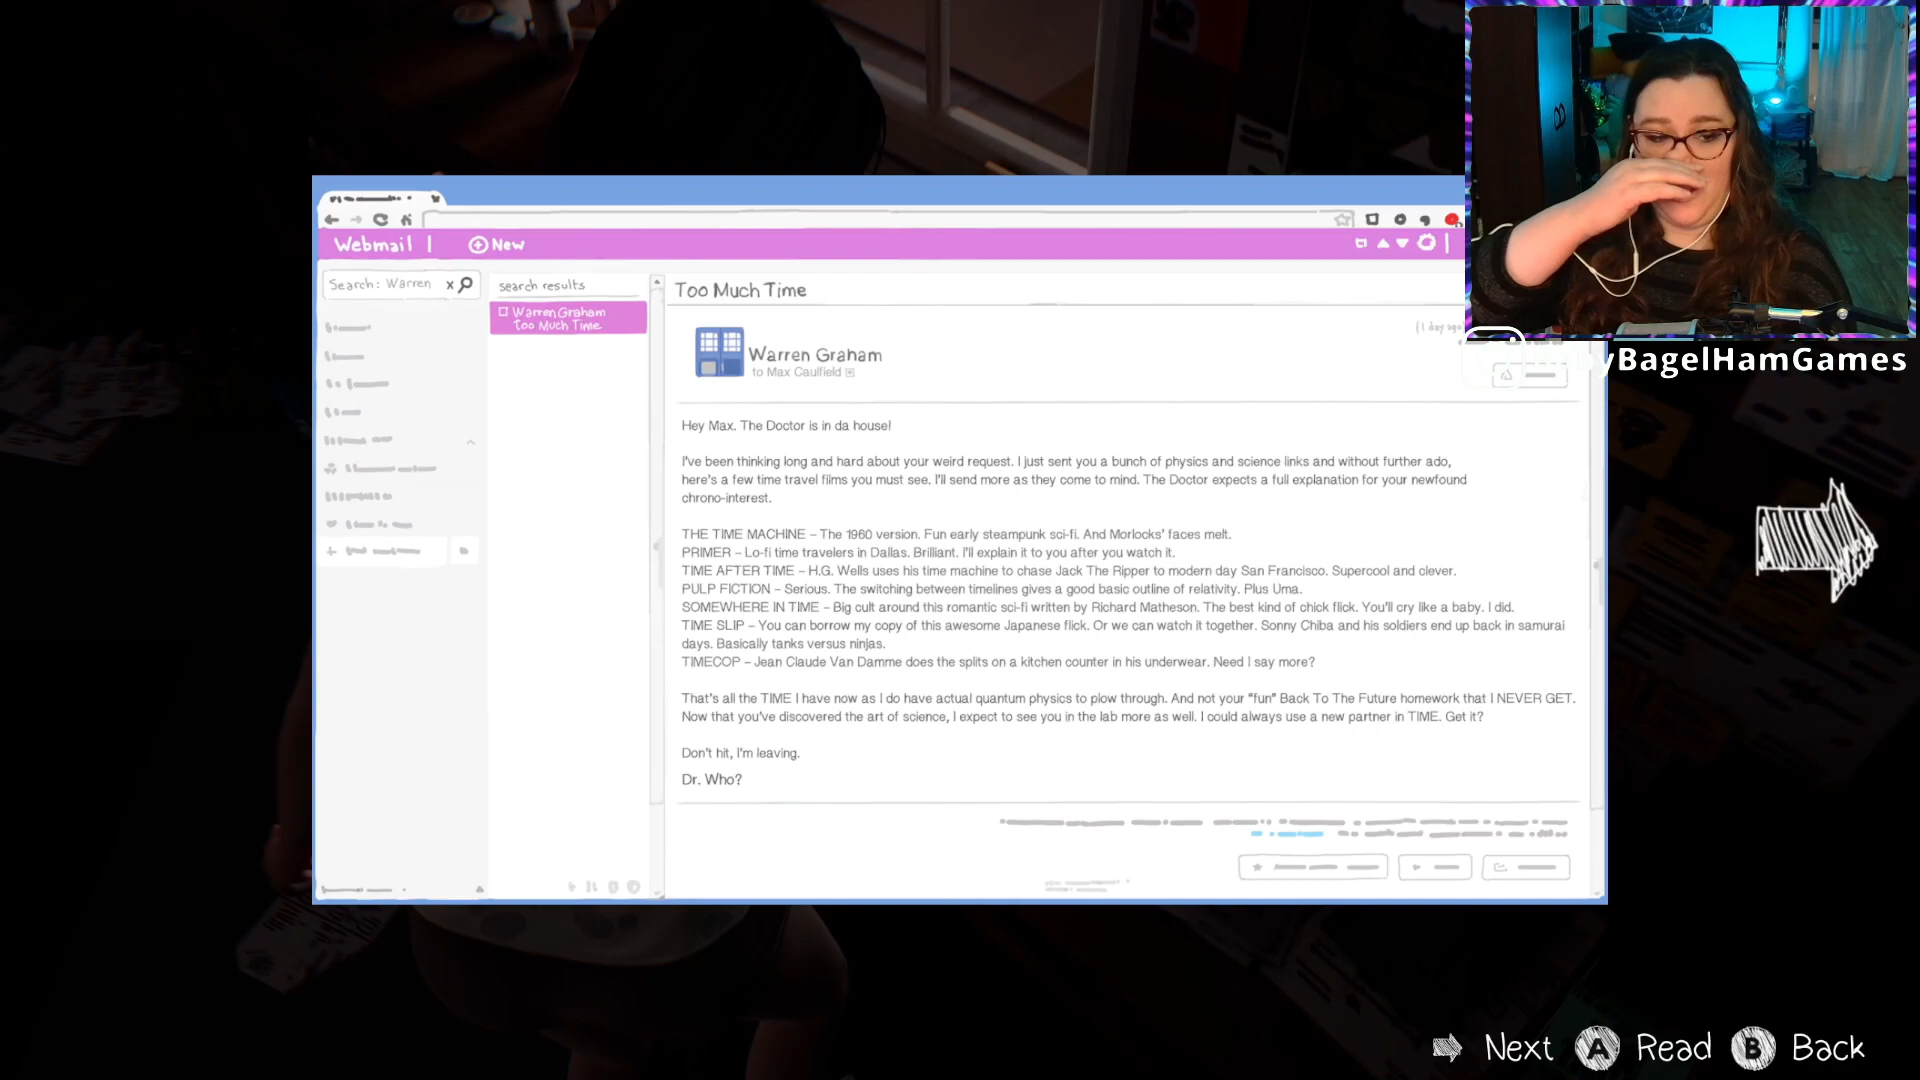 Webmail |
New
Search: Warren x
search results
Warren Graham
Too Much Time
Too Much Time
(1 day ago
Warren Graham
to Max Caulfield
ByBagelHamGames
Hey Max. The Doctor is in da house!
I've been thinking long and hard about your weird request. I just sent you a bunch of physics and science links and without further ado,
here's a few time travel films you must see. I'll send more as they come to mind. The Doctor expects a full explanation for your newfound
chrono-interest.
THE TIME MACHINE – The 1960 version. Fun early steampunk sci-fi. And Morlocks' faces melt.
PRIMER – Lo-fi time travelers in Dallas. Brilliant. I'll explain it to you after you watch it.
TIME AFTER TIME – H.G. Wells uses his time machine to chase Jack The Ripper to modern day San Francisco. Supercool and clever.
PULP FICTION – Serious. The switching between timelines gives a good basic outline of relativity. Plus Uma.
SOMEWHERE IN TIME – Big cult around this romantic sci-fi written by Richard Matheson. The best kind of chick flick. You'll cry like a baby. I did.
TIME SLIP – You can borrow my copy of this awesome Japanese flick. Or we can watch it together. Sonny Chiba and his soldiers end up back in samurai
days. Basically tanks versus ninjas.
TIMECOP – Jean Claude Van Damme does the splits on a kitchen counter in his underwear. Need I say more?
That's all the TIME I have now as I do have actual quantum physics to plow through. And not your “fun” Back To The Future homework that I NEVER GET.
Now that you've discovered the art of science, I expect to see you in the lab more as well. I could always use a new partner in TIME. Get it?
Don't hit, I'm leaving.
Dr. Who?
Next A Read B Back